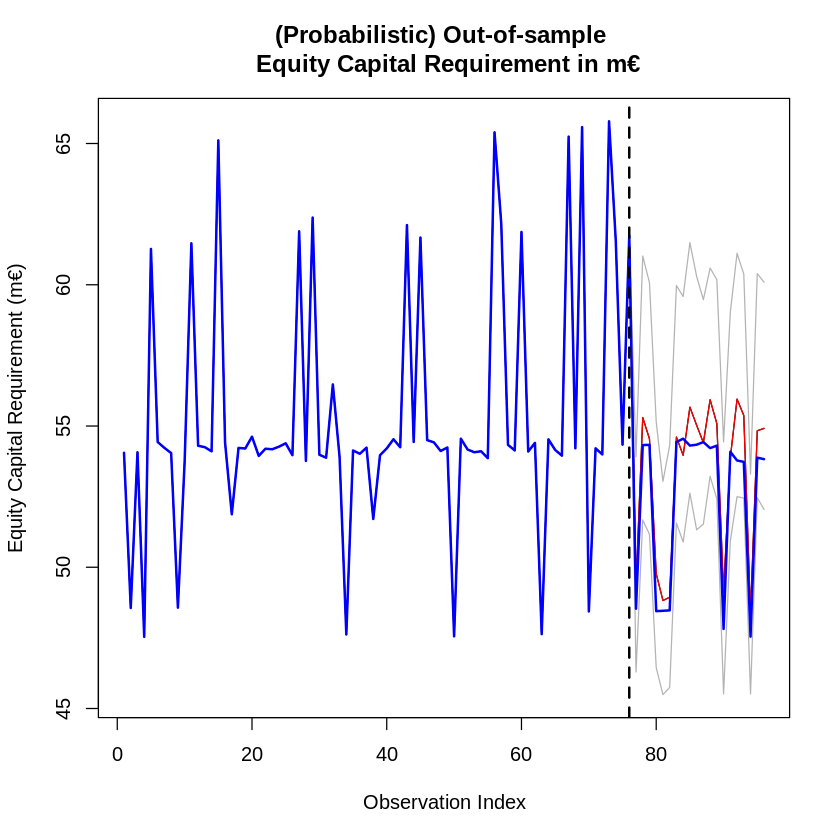 (Probabilistic) Out-of-sample
Equity Capital Requirement in m€
Equity Capital Requirement (m€)
65
60
55
50
45
0 20 40 60 80
Observation Index